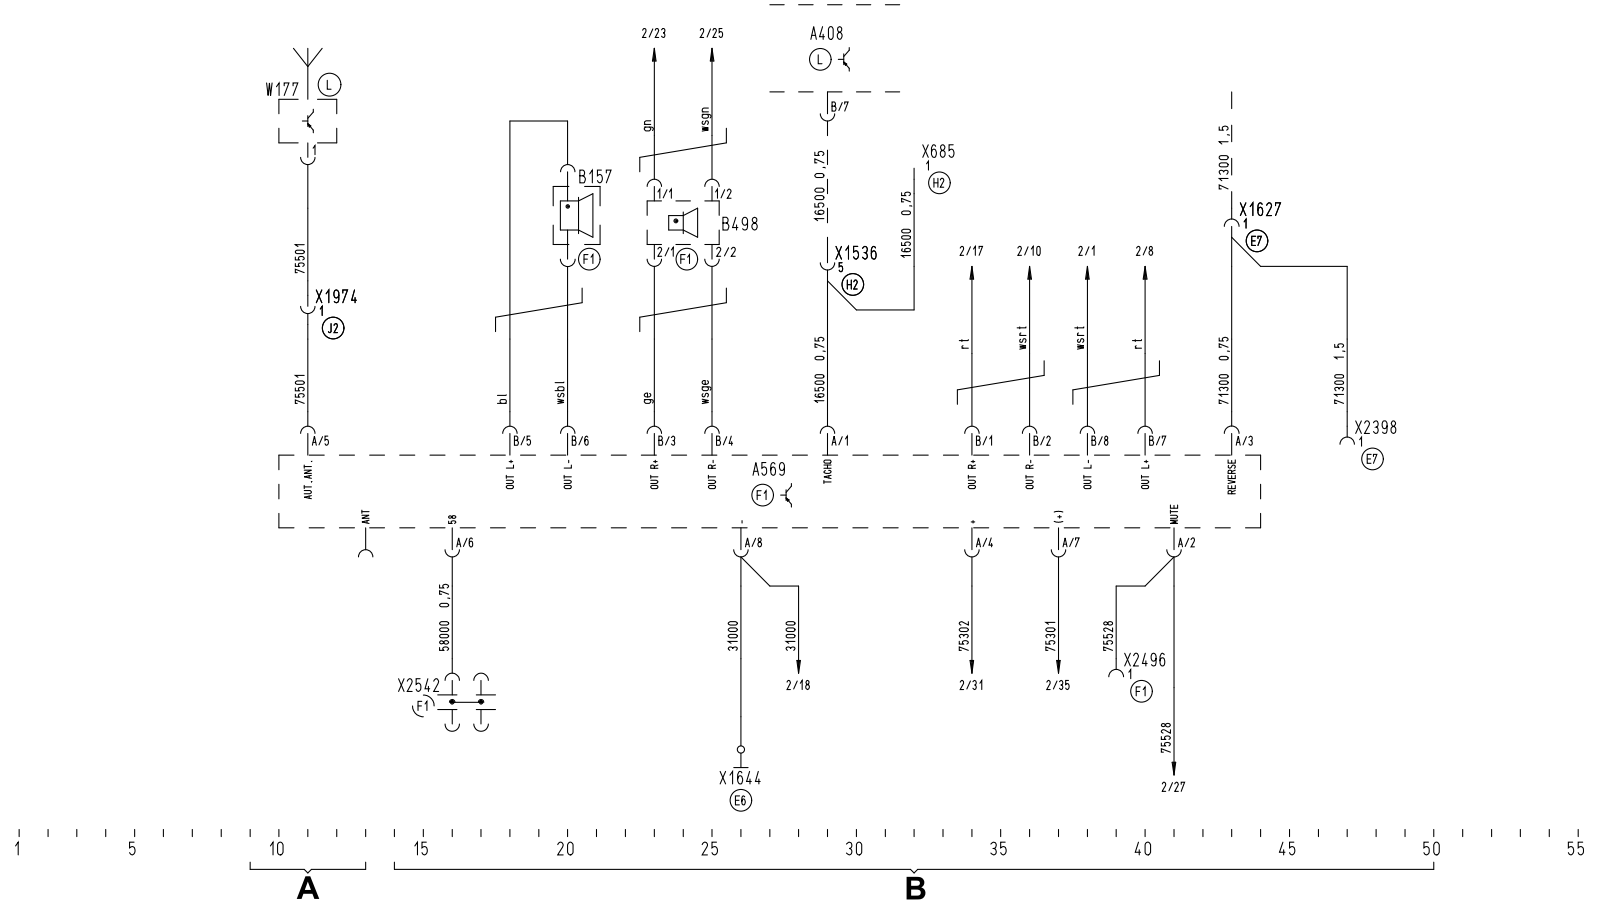 2/23
2/25
A408
L
W177
L
B/7
1
gn
wsgn
16500 0,75
X685
1
H2
71300 1,5
B157
1/1
1/2
B498
16500 0,75
X1627
1
E7
75501
F1
2/1
F1
2/2
X1536
5
H2
2/17
2/10
2/1
2/8
X1974
1
J2
75501
bl
wsbl
ge
wsge
16500 0,75
rt
wsrt
wsrt
rt
71300 0,75
71300 1,5
A/5
B/5
B/6
B/3
B/4
A/1
B/1
B/2
B/8
B/7
A/3
X2398
1
E7
AUT.ANT.
OUT L+
OUT L-
OUT R+
OUT R-
A569
F1
TACHO
OUT R+
OUT R-
OUT L-
OUT L+
REVERSE
ANT
58
-
+
(+)
MUTE
A/6
A/8
A/4
A/7
A/2
58000 0,75
31000
31000
75302
75301
75528
X2542
F1
2/18
2/31
2/35
X2496
1
F1
75528
X1644
E6
2/27
1 5 10 15 20 25 30 35 40 45 50 55
A B